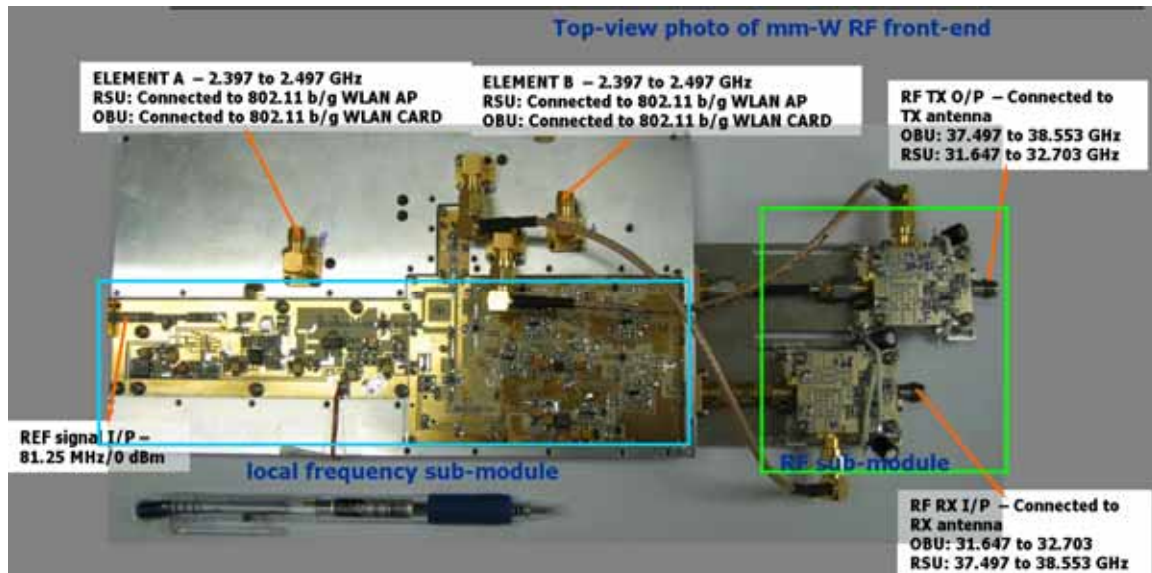 Top-view photo of mm-W RF front-end
ELEMENT A – 2.397 to 2.497 GHz
RSU: Connected to 802.11 b/g WLAN AP
OBU: Connected to 802.11 b/g WLAN CARD
ELEMENT B – 2.397 to 2.497 GHz
RSU: Connected to 802.11 b/g WLAN AP
OBU: Connected to 802.11 b/g WLAN CARD
RF TX O/P – Connected to
TX antenna
OBU: 37.497 to 38.553 GHz
RSU: 31.647 to 32.703 GHz
REF signal I/P –
81.25 MHz/0 dBm
local frequency sub-module
RF sub-module
RF RX I/P – Connected to
RX antenna
OBU: 31.647 to 32.703
RSU: 37.497 to 38.553 GHz